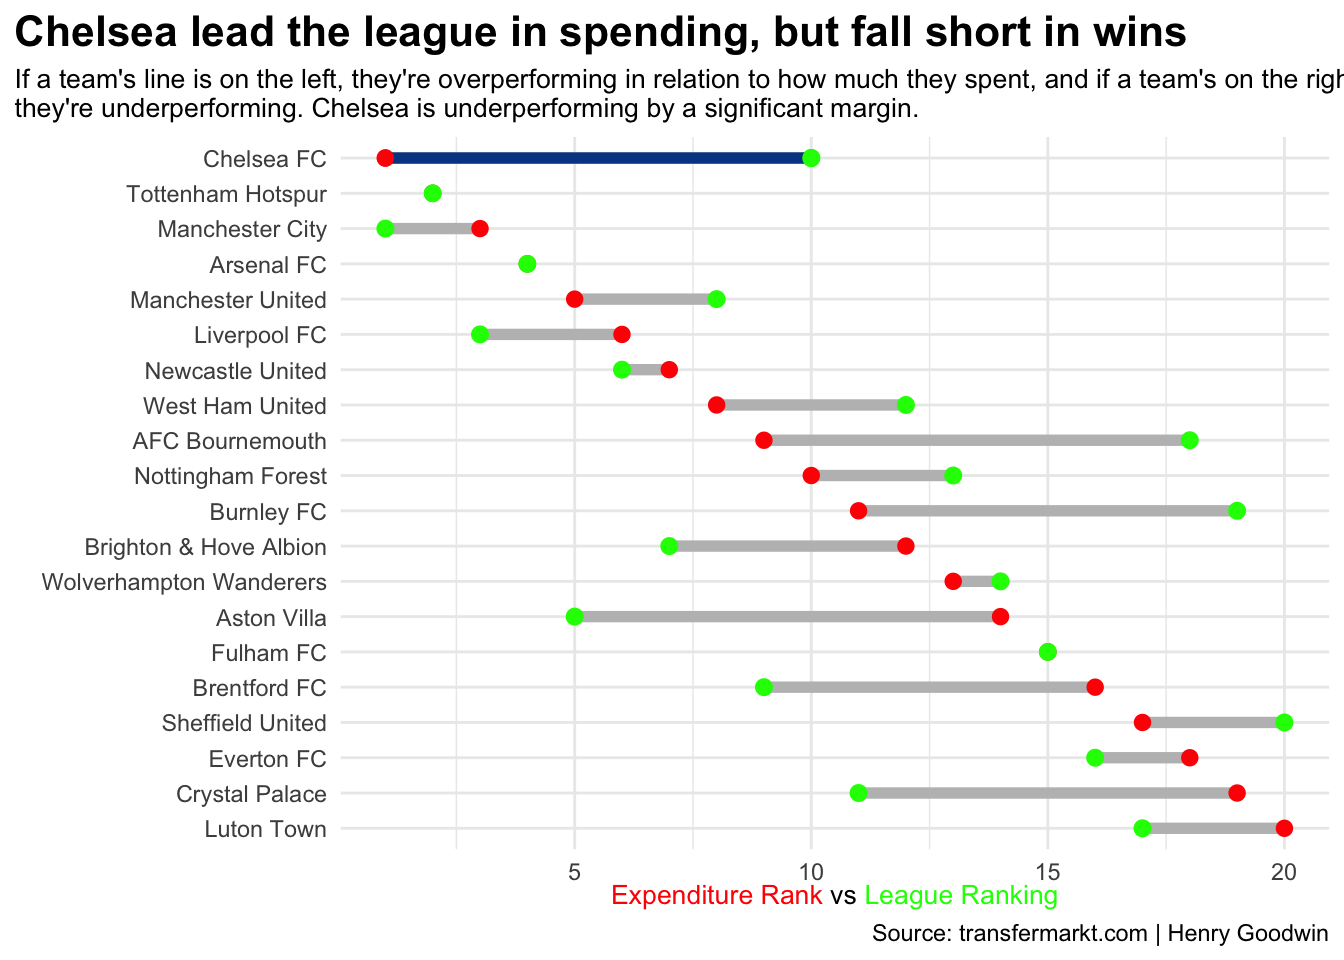 Chelsea lead the league in spending, but fall short in wins
If a team's line is on the left, they're overperforming in relation to how much they spent, and if a team's on the righ
they're underperforming. Chelsea is underperforming by a significant margin.
Chelsea FC
Tottenham Hotspur
Manchester City
Arsenal FC
Manchester United
Liverpool FC
Newcastle United
West Ham United
AFC Bournemouth
Nottingham Forest
Burnley FC
Brighton & Hove Albion
Wolverhampton Wanderers
Aston Villa
Fulham FC
Brentford FC
Sheffield United
Everton FC
Crystal Palace
Luton Town
5 10 15 20
Expenditure Rank vs League Ranking
Source: transfermarkt.com | Henry Goodwin